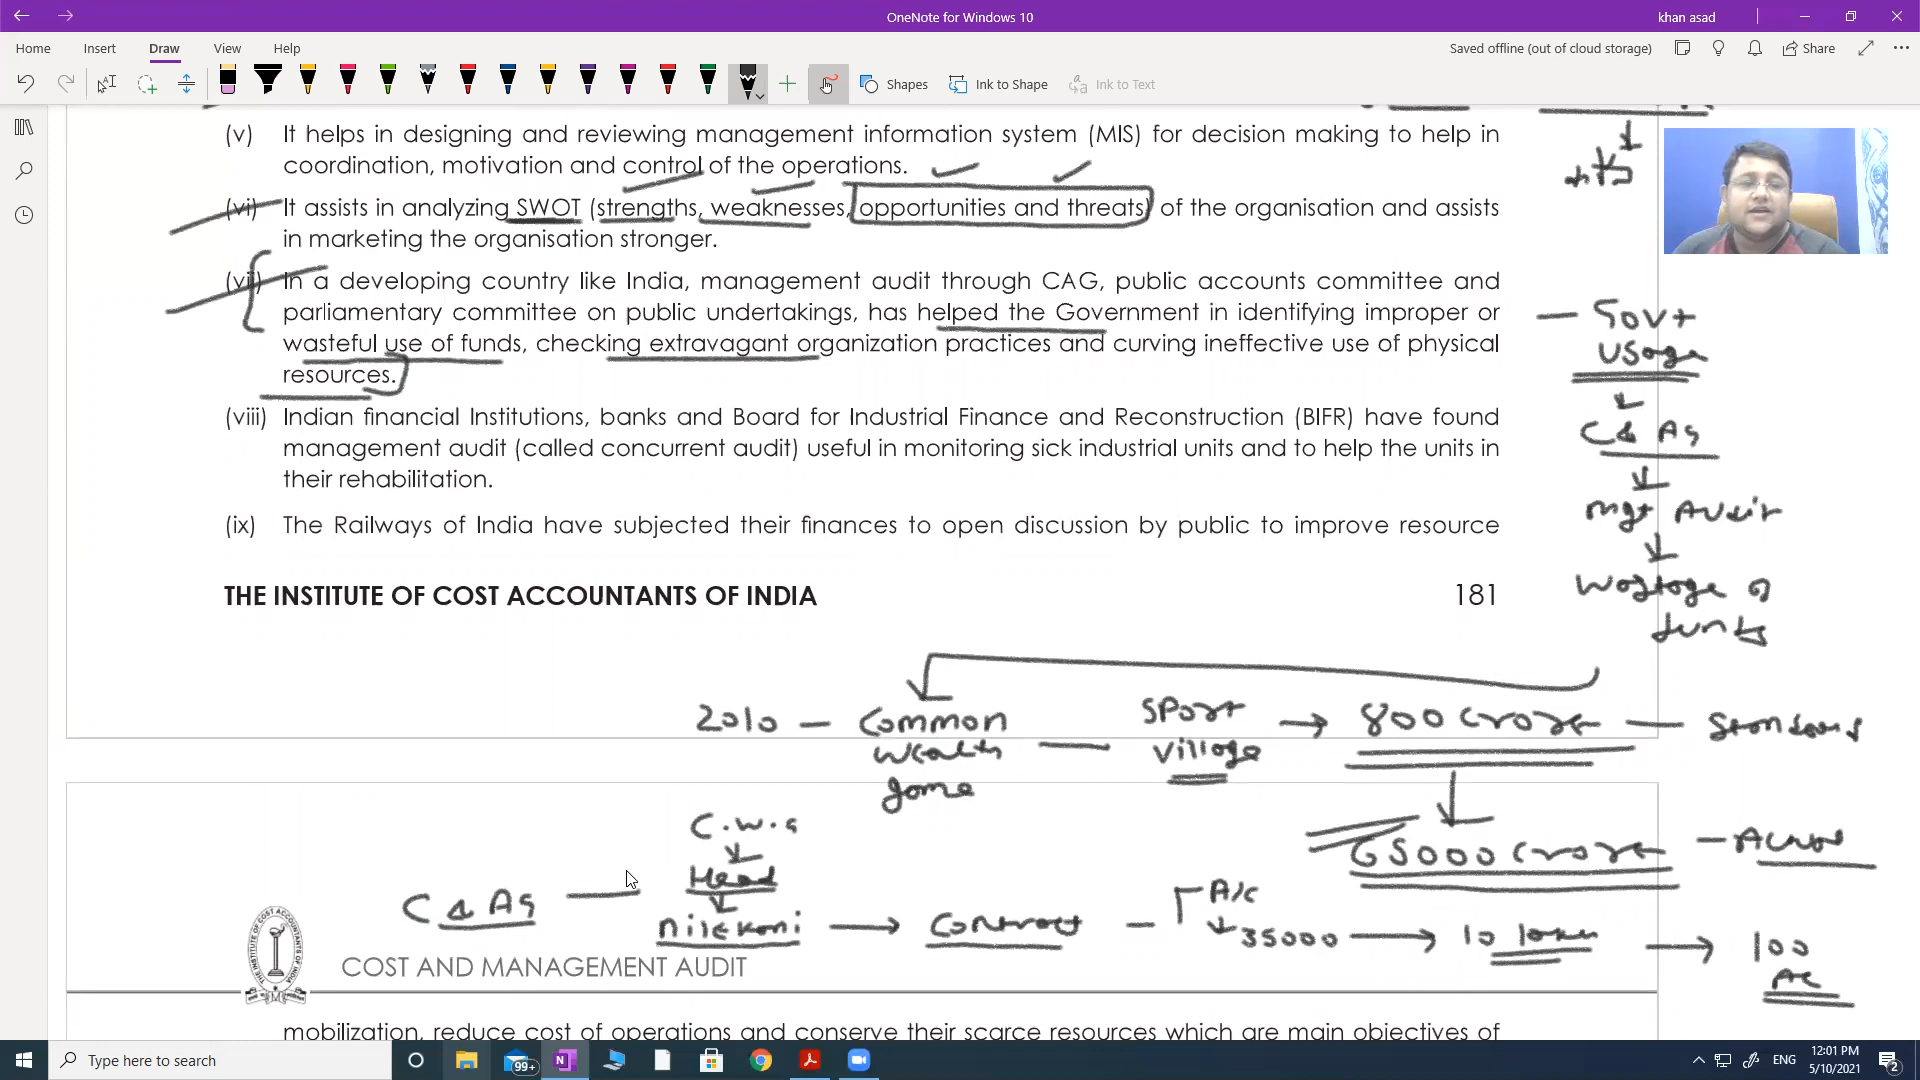 OneNote for Windows 10
khan asad
Home Insert Draw View Help
Saved offline (out of cloud storage)
Share
Shapes
Ink to Shape
Ink to Text
(v) It helps in designing and reviewing management information system (MIS) for decision making to help in
coordination, motivation and control of the operations.
(vi) It assists in analyzing SWOT (strengths, weaknesses, opportunities and threats) of the organisation and assists
in marketing the organisation stronger.
(vii) In a developing country like India, management audit through CAG, public accounts committee and
parliamentary committee on public undertakings, has helped the Government in identifying improper or
wasteful use of funds, checking extravagant organization practices and curving ineffective use of physical
resources.
(viii) Indian financial Institutions, banks and Board for Industrial Finance and Reconstruction (BIFR) have found
management audit (called concurrent audit) useful in monitoring sick industrial units and to help the units in
their rehabilitation.
(ix) The Railways of India have subjected their finances to open discussion by public to improve resource
THE INSTITUTE OF COST ACCOUNTANTS OF INDIA 181
Govt
Usage
C & AG
Mgt Audit
Wastage of
funds
2010 — Common
wealth
game
Sport
village
→ 800 crore —
65000 crore —
C.W.G
Head
C & AG — Nilekani → Contract —
A/c
35000 → 10 → 100
AC
COST AND MANAGEMENT AUDIT
mobilization, reduce cost of operations and conserve their scarce resources which are main objectives of
Type here to search
99+
ENG
12:01 PM
5/10/2021
2